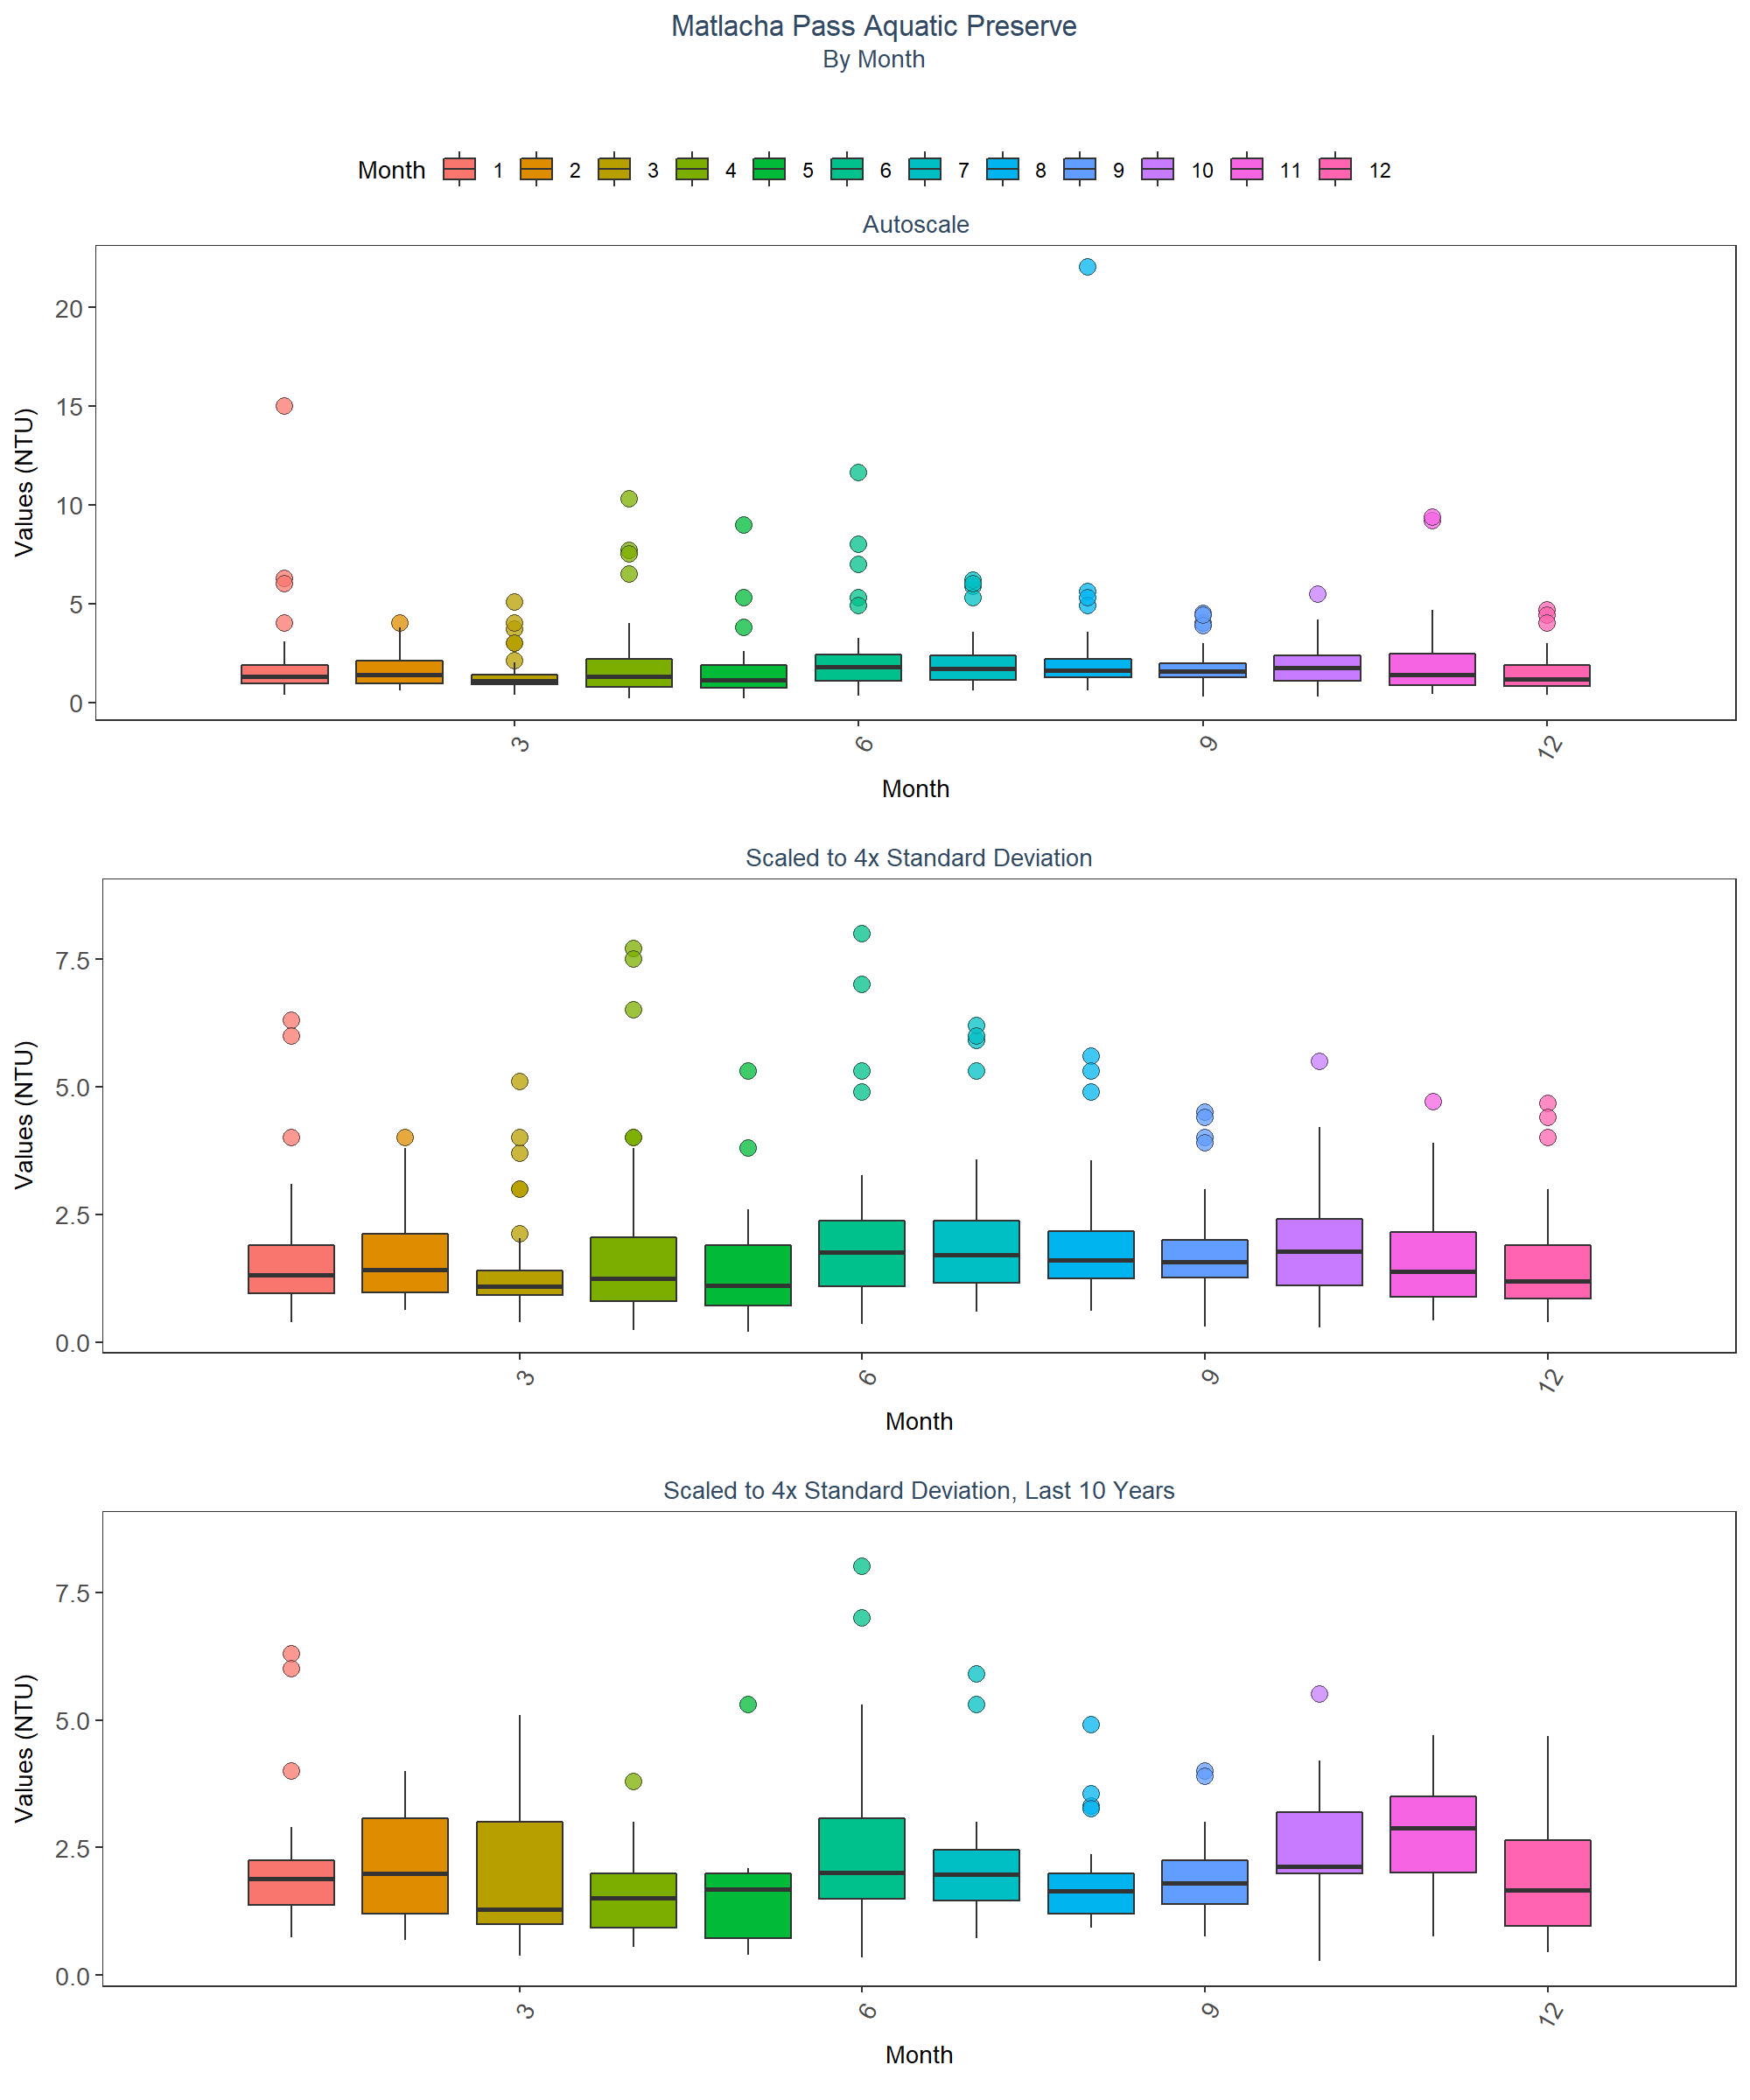 Matlacha Pass Aquatic Preserve
By Month
Month 1 2 3 4 5 6 7 8 9 10 11 12
Autoscale
Values (NTU)
20
15
10
5
0
3 6 9 12
Month
Scaled to 4x Standard Deviation
Values (NTU)
7.5
5.0
2.5
0.0
3 6 9 12
Month
Scaled to 4x Standard Deviation, Last 10 Years
Values (NTU)
7.5
5.0
2.5
0.0
3 6 9 12
Month